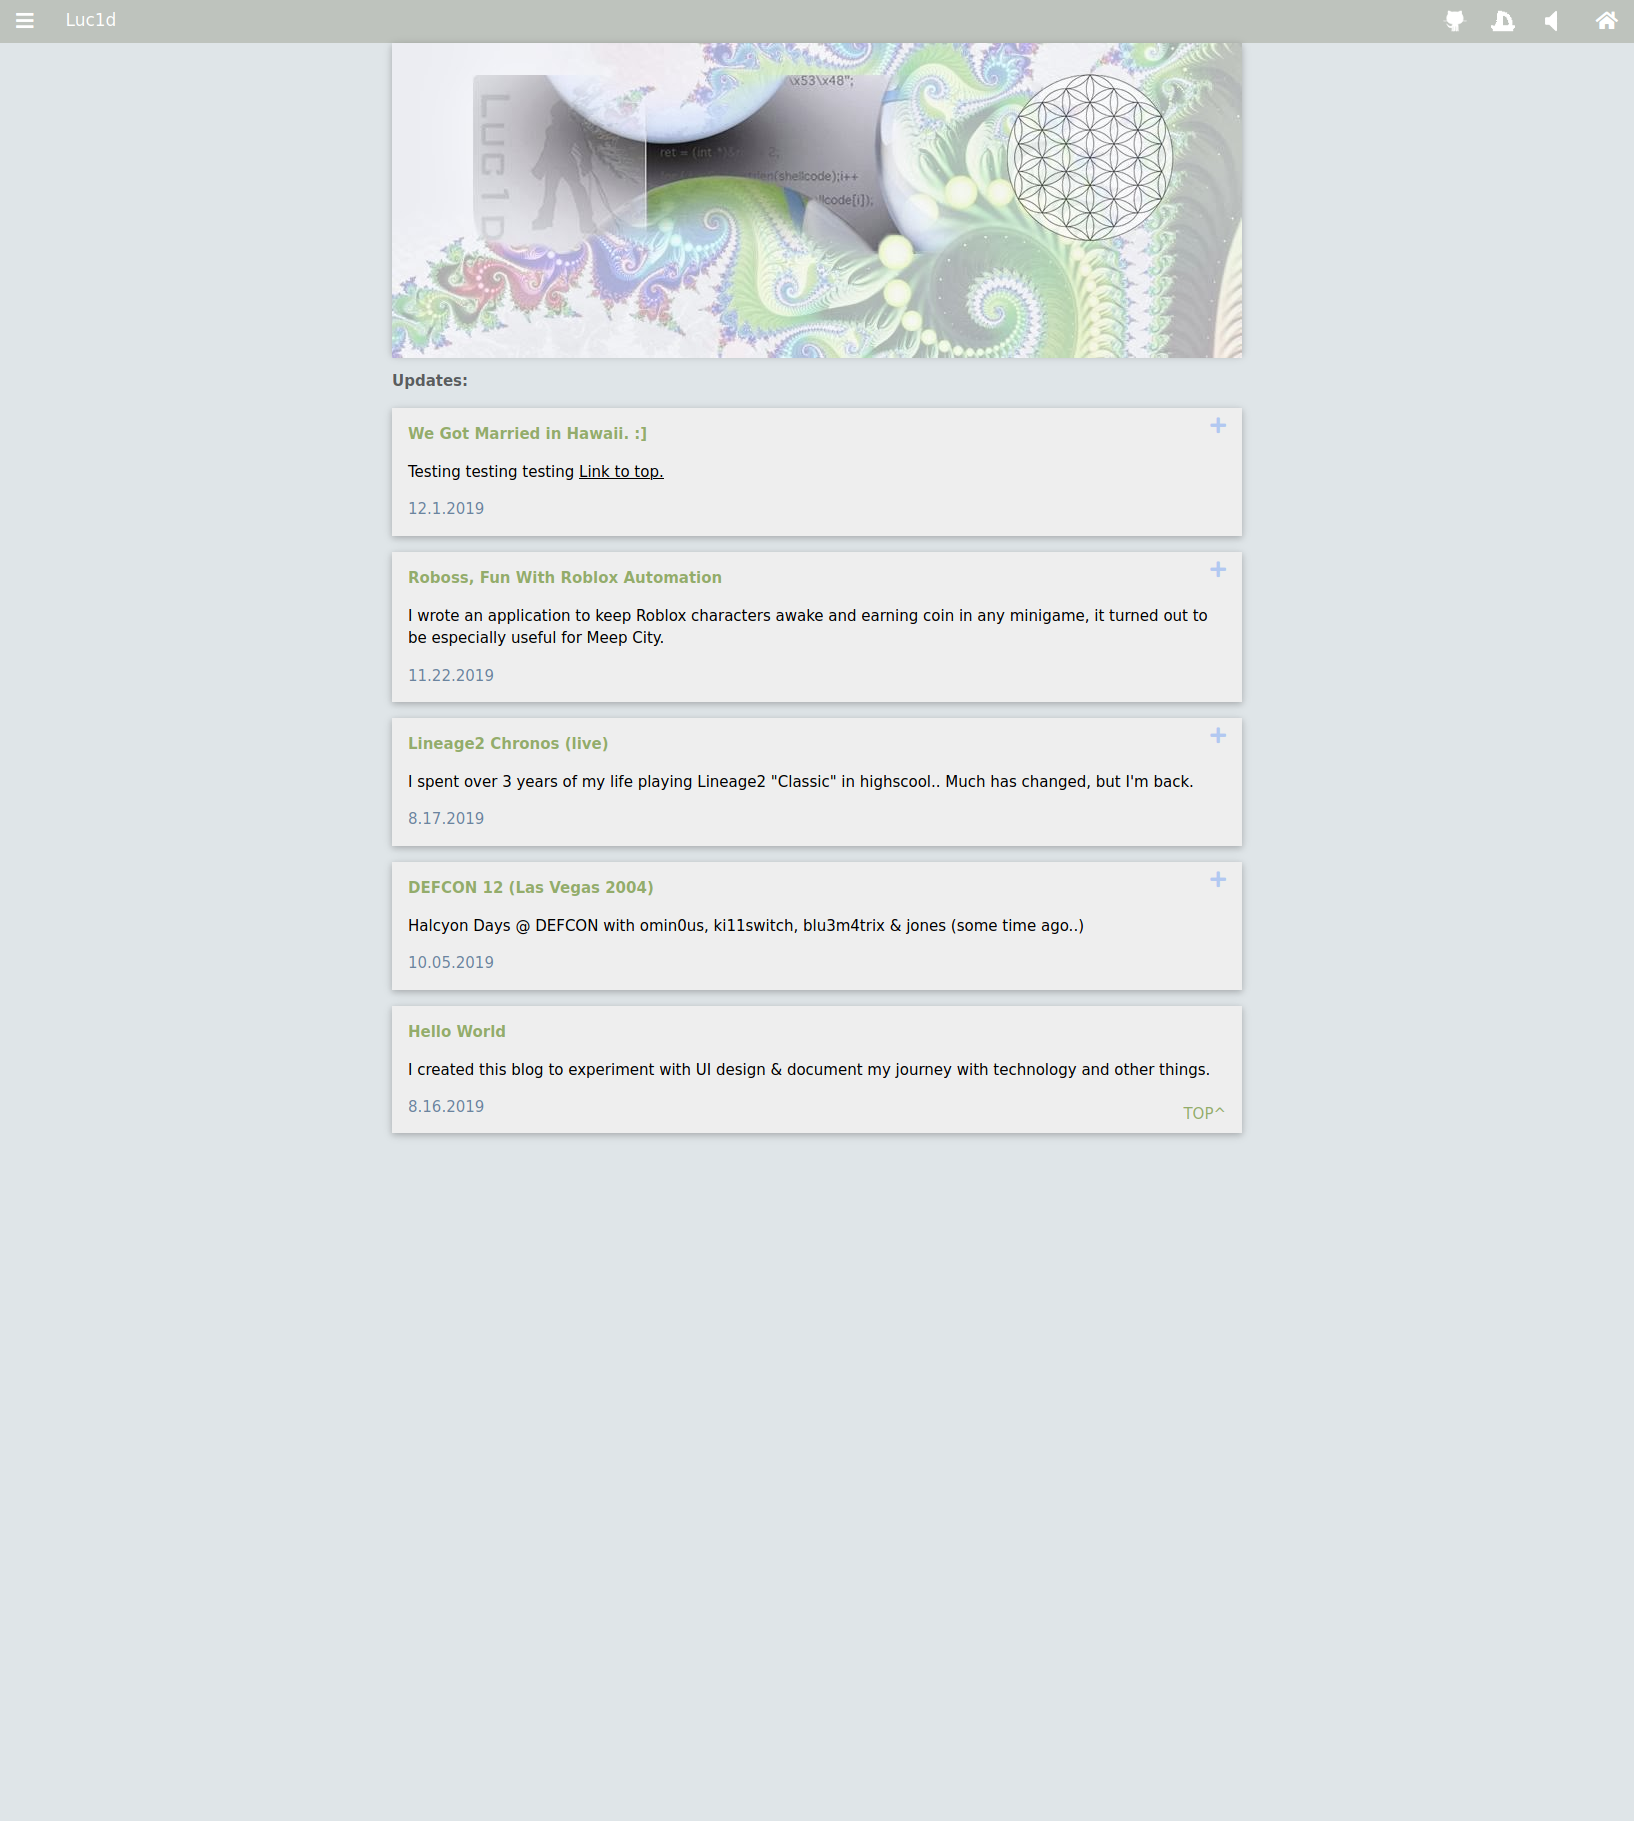 Luc1d
\x53\x48";
Luc1d
ret = (int *)&r 2;
strlen(shellcode);i++
llcode[i]);
Updates:
We Got Married in Hawaii. :]
Testing testing testing Link to top.
12.1.2019
Roboss, Fun With Roblox Automation
I wrote an application to keep Roblox characters awake and earning coin in any minigame, it turned out to
be especially useful for Meep City.
11.22.2019
Lineage2 Chronos (live)
I spent over 3 years of my life playing Lineage2 "Classic" in highscool.. Much has changed, but I'm back.
8.17.2019
DEFCON 12 (Las Vegas 2004)
Halcyon Days @ DEFCON with omin0us, ki11switch, blu3m4trix & jones (some time ago..)
10.05.2019
Hello World
I created this blog to experiment with UI design & document my journey with technology and other things.
8.16.2019
TOP^